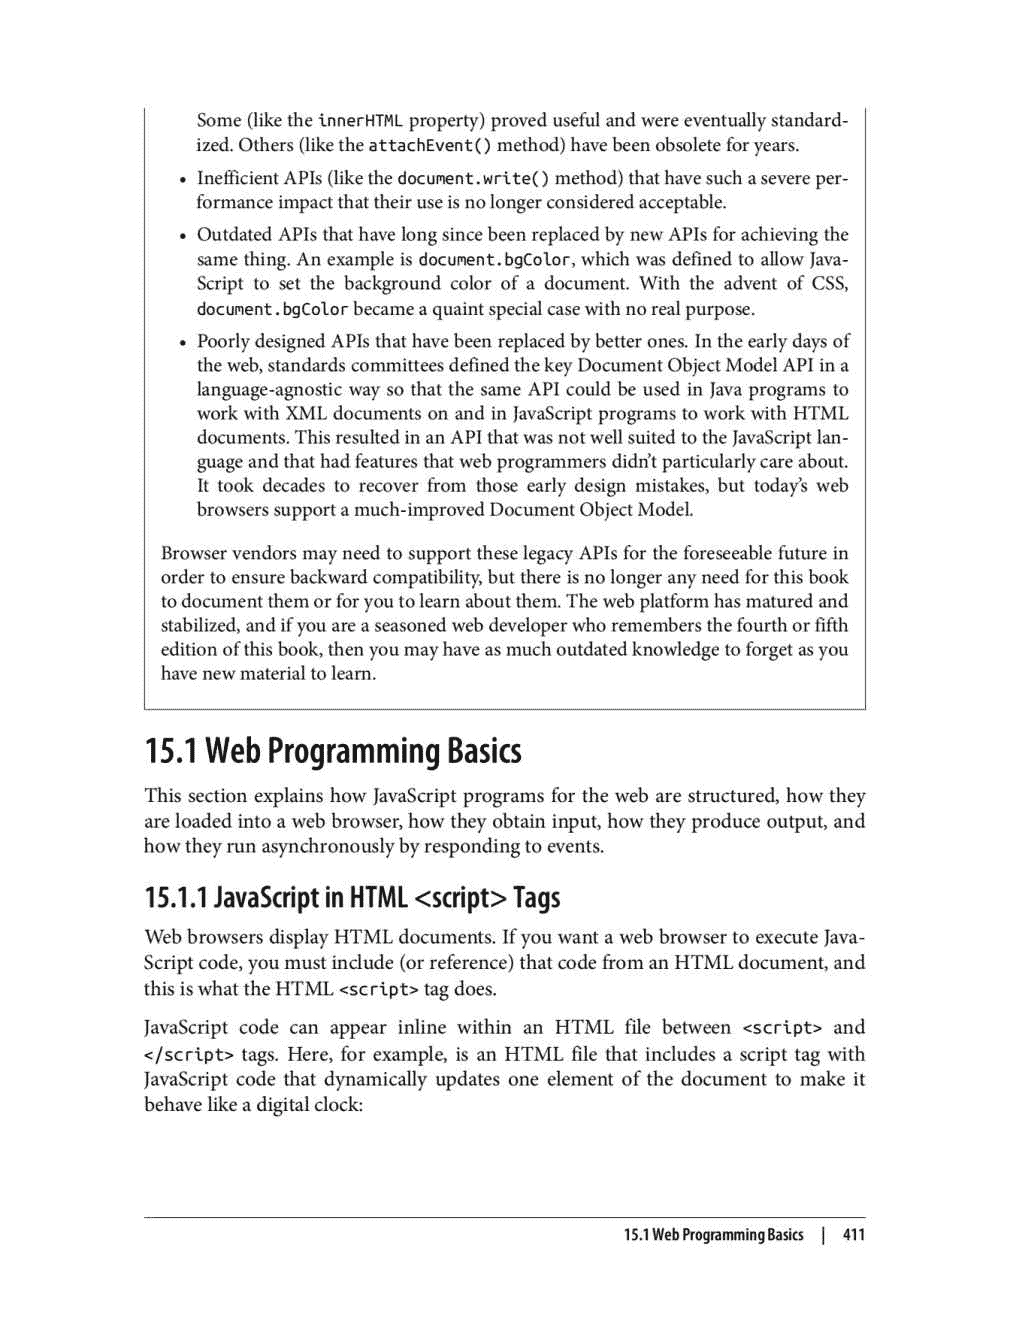 Some (like the innerHTML property) proved useful and were eventually standard-
ized. Others (like the attachEvent() method) have been obsolete for years.
• Inefficient APIs (like the document.write() method) that have such a severe per-
formance impact that their use is no longer considered acceptable.
• Outdated APIs that have long since been replaced by new APIs for achieving the
same thing. An example is document.bgColor, which was defined to allow Java-
Script to set the background color of a document. With the advent of CSS,
document.bgColor became a quaint special case with no real purpose.
• Poorly designed APIs that have been replaced by better ones. In the early days of
the web, standards committees defined the key Document Object Model API in a
language-agnostic way so that the same API could be used in Java programs to
work with XML documents on and in JavaScript programs to work with HTML
documents. This resulted in an API that was not well suited to the JavaScript lan-
guage and that had features that web programmers didn't particularly care about.
It took decades to recover from those early design mistakes, but today's web
browsers support a much-improved Document Object Model.
Browser vendors may need to support these legacy APIs for the foreseeable future in
order to ensure backward compatibility, but there is no longer any need for this book
to document them or for you to learn about them. The web platform has matured and
stabilized, and if you are a seasoned web developer who remembers the fourth or fifth
edition of this book, then you may have as much outdated knowledge to forget as you
have new material to learn.
15.1 Web Programming Basics
This section explains how JavaScript programs for the web are structured, how they
are loaded into a web browser, how they obtain input, how they produce output, and
how they run asynchronously by responding to events.
15.1.1 JavaScript in HTML <script> Tags
Web browsers display HTML documents. If you want a web browser to execute Java-
Script code, you must include (or reference) that code from an HTML document, and
this is what the HTML <script> tag does.
JavaScript code can appear inline within an HTML file between <script> and
</script> tags. Here, for example, is an HTML file that includes a script tag with
JavaScript code that dynamically updates one element of the document to make it
behave like a digital clock:
15.1 Web Programming Basics | 411